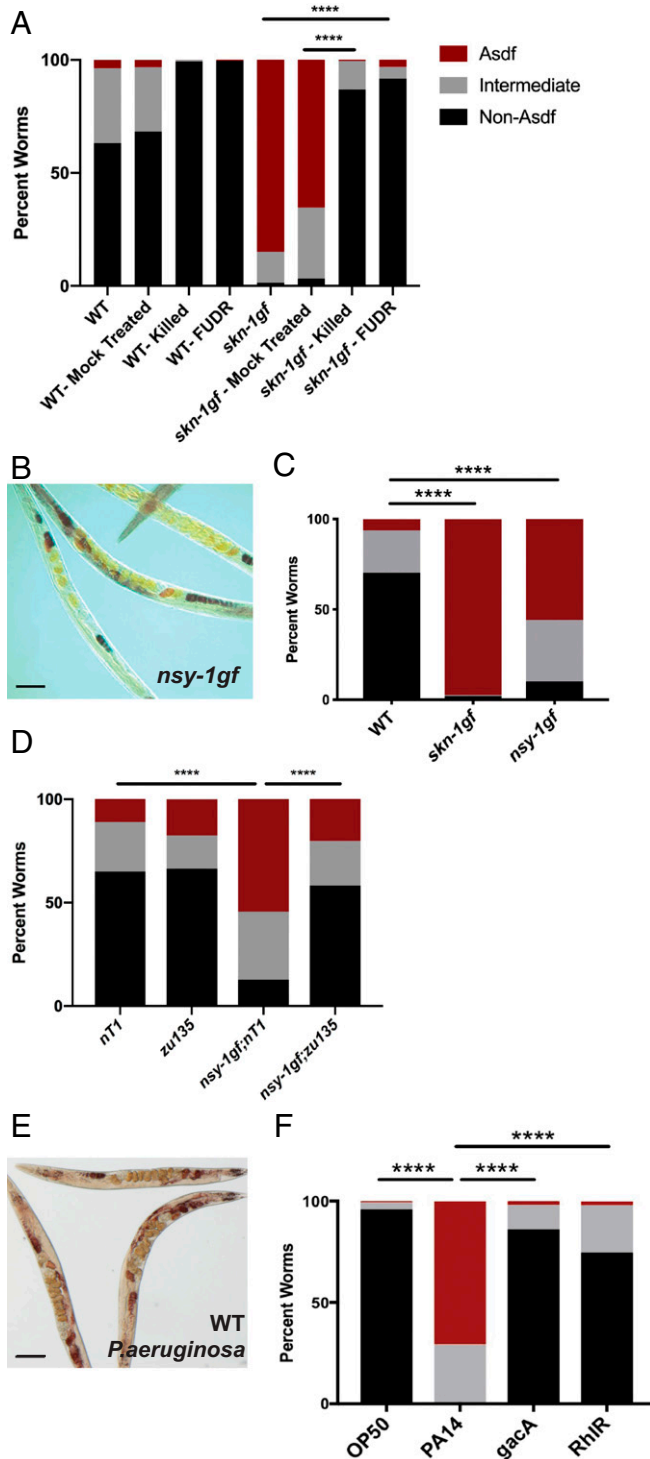 A
****
****
100
50
0
Percent Worms
Asdf
Intermediate
Non-Asdf
WT
WT- Mock Treated
WT- Killed
WT- FUDR
skn-1gf
skn-1gf - Mock Treated
skn-1gf - Killed
skn-1gf - FUDR
B
nsy-1gf
C
****
****
100
50
0
Percent Worms
WT
skn-1gf
nsy-1gf
D
****
****
100
50
0
Percent Worms
nT1
zu135
nsy-1gf;nT1
nsy-1gf;zu135
E
WT
P.aeruginosa
F
****
****
****
100
50
0
Percent Worms
OP50
PA14
gacA
RhlR